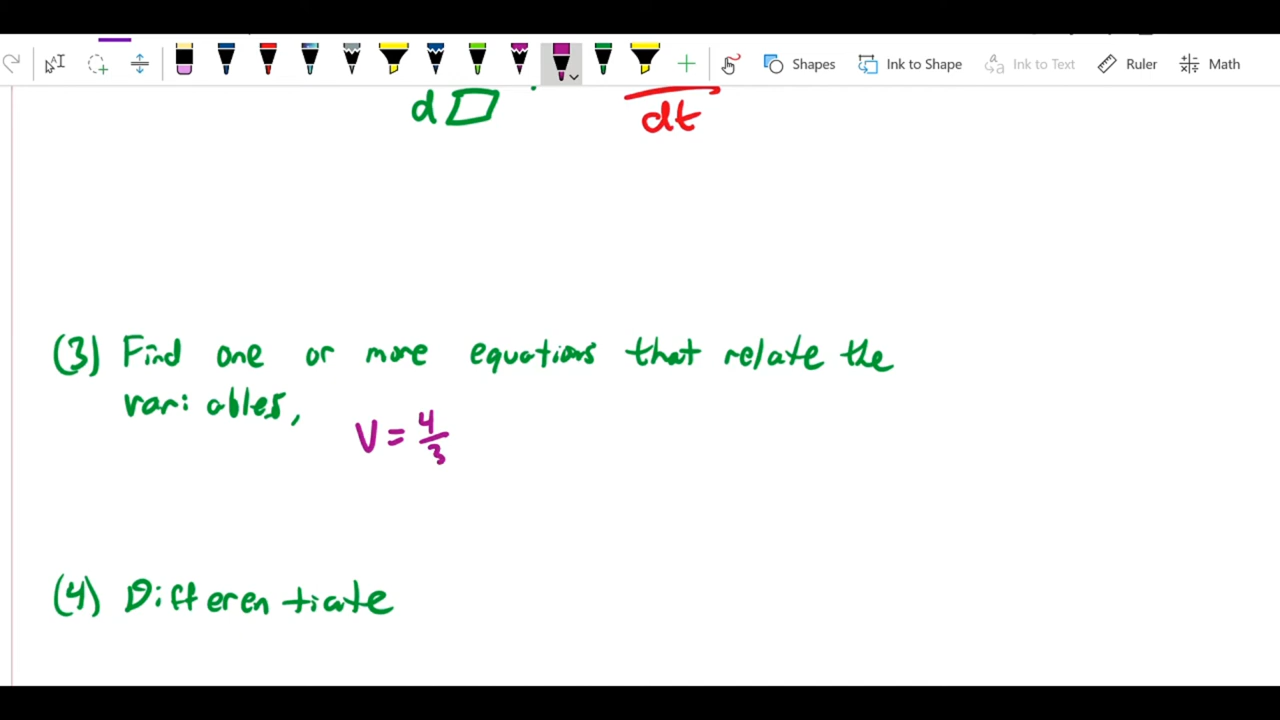 Shapes Ink to Shape Ink to Text Ruler Math
d▱ dt
(3) Find one or more equations that relate the
variables,
V = 4/3
(4) Differentiate